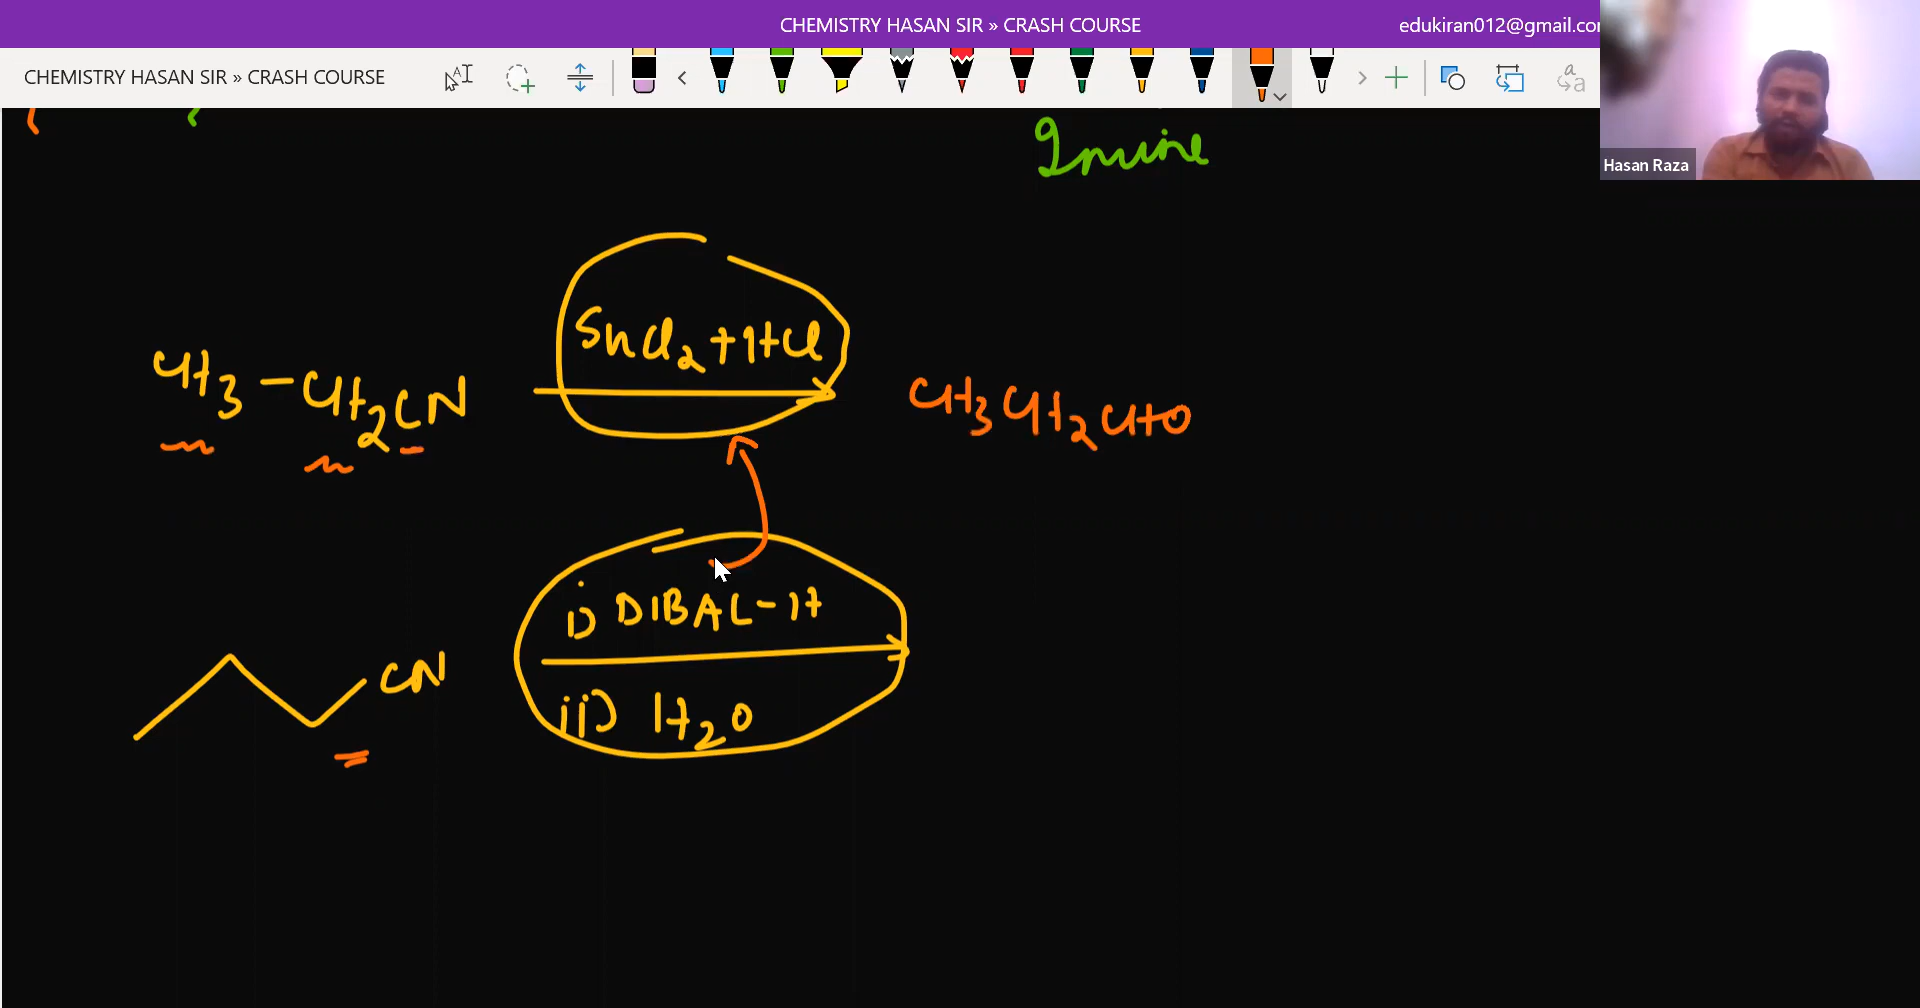 CHEMISTRY HASAN SIR » CRASH COURSE
edukiran012@gmail.co
CHEMISTRY HASAN SIR » CRASH COURSE
Hasan Raza
Imine
SnCl2+HCl
CH3-CH2CN
CH3CH2CHO
i) DIBAL-H
CN
ii) H2O